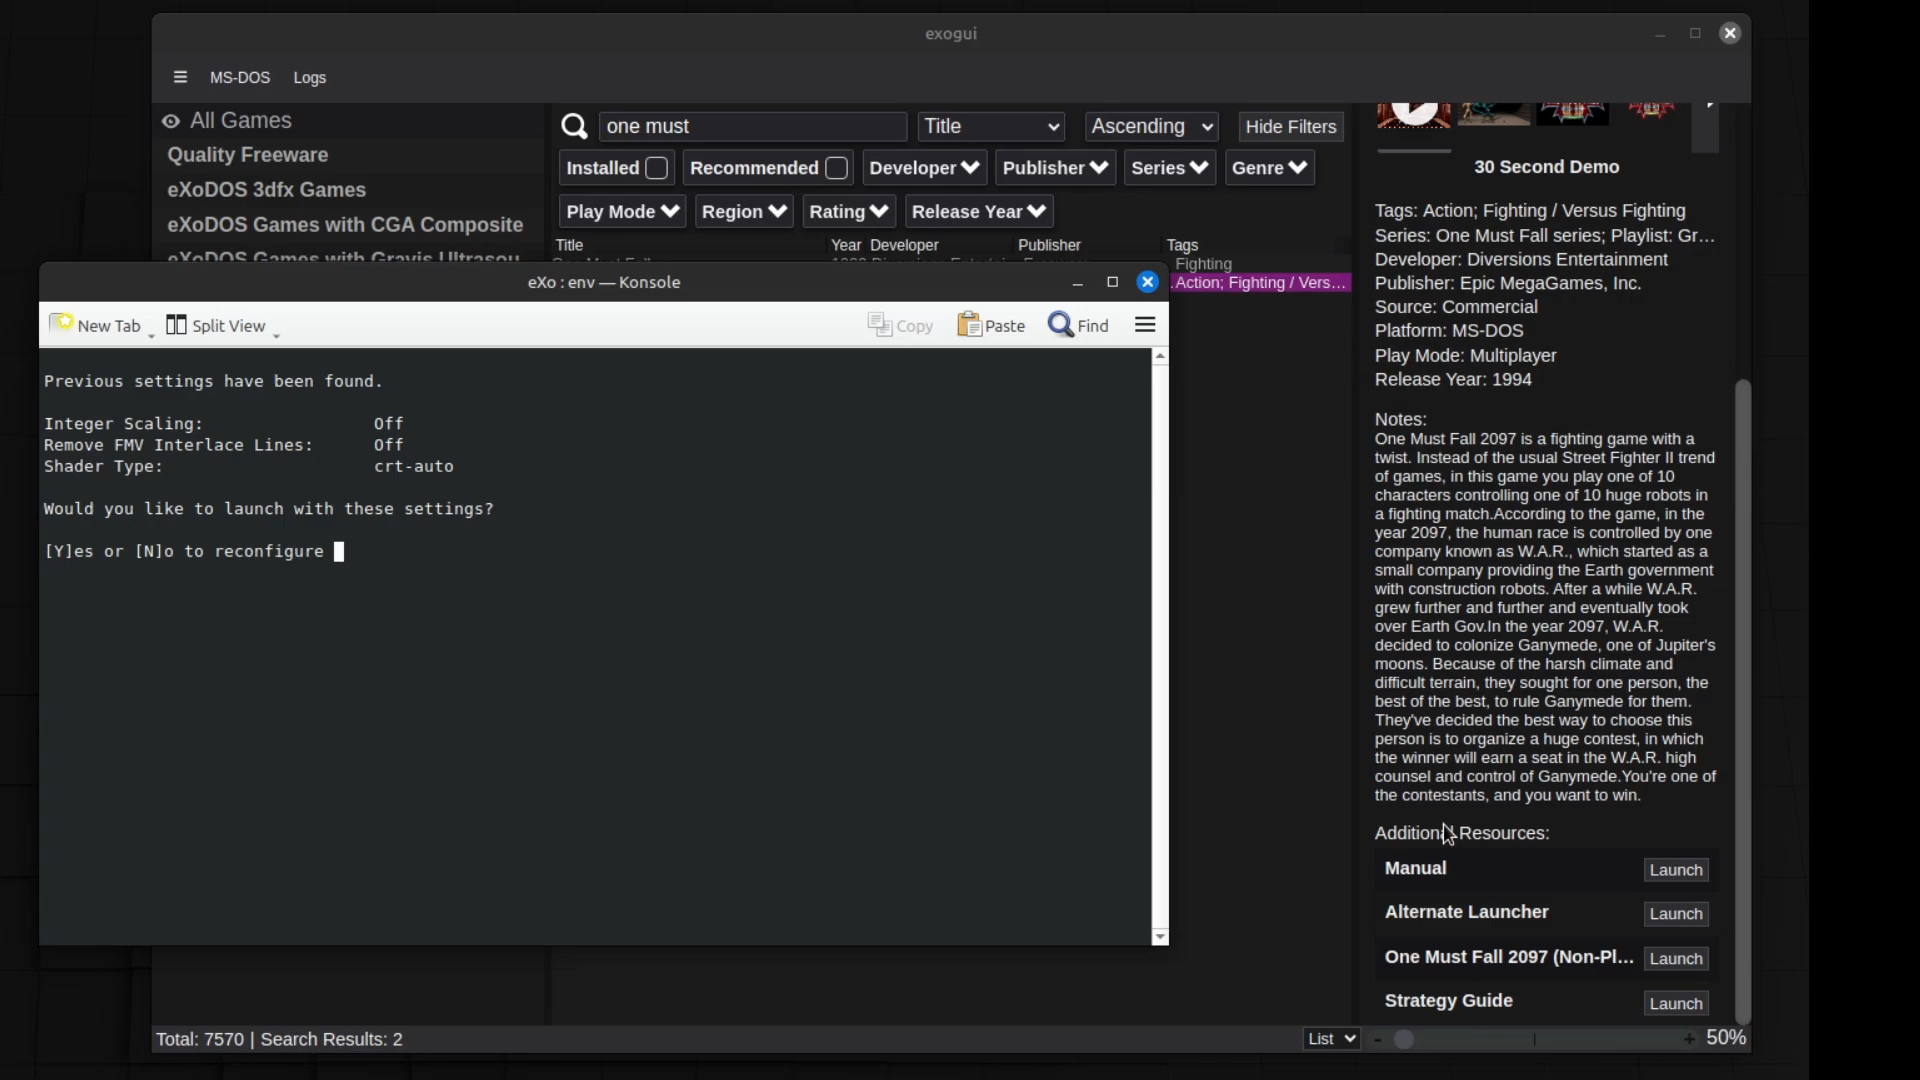 exogui
MS-DOS
Logs
All Games
Quality Freeware
eXoDOS 3dfx Games
eXoDOS Games with CGA Composite
eXoDOS Games with Gravis Ultrasou
one must
Title
Ascending
Hide Filters
Installed
Recommended
Developer
Publisher
Series
Genre
Play Mode
Region
Rating
Release Year
Title Year Developer Publisher Tags
Fighting
Action; Fighting / Vers...
eXo : env — Konsole
New Tab
Split View
Copy
Paste
Find
Previous settings have been found.
Integer Scaling: Off
Remove FMV Interlace Lines: Off
Shader Type: crt-auto
Would you like to launch with these settings?
[Y]es or [N]o to reconfigure
30 Second Demo
Tags: Action; Fighting / Versus Fighting
Series: One Must Fall series; Playlist: Gr...
Developer: Diversions Entertainment
Publisher: Epic MegaGames, Inc.
Source: Commercial
Platform: MS-DOS
Play Mode: Multiplayer
Release Year: 1994
Notes:
One Must Fall 2097 is a fighting game with a
twist. Instead of the usual Street Fighter II trend
of games, in this game you play one of 10
characters controlling one of 10 huge robots in
a fighting match.According to the game, in the
year 2097, the human race is controlled by one
company known as W.A.R., which started as a
small company providing the Earth government
with construction robots. After a while W.A.R.
grew further and further and eventually took
over Earth Gov.In the year 2097, W.A.R.
decided to colonize Ganymede, one of Jupiter's
moons. Because of the harsh climate and
difficult terrain, they sought for one person, the
best of the best, to rule Ganymede for them.
They've decided the best way to choose this
person is to organize a huge contest, in which
the winner will earn a seat in the W.A.R. high
counsel and control of Ganymede.You're one of
the contestants, and you want to win.
Additional Resources:
Manual Launch
Alternate Launcher Launch
One Must Fall 2097 (Non-Pl... Launch
Strategy Guide Launch
Total: 7570 | Search Results: 2
List
- + 50%